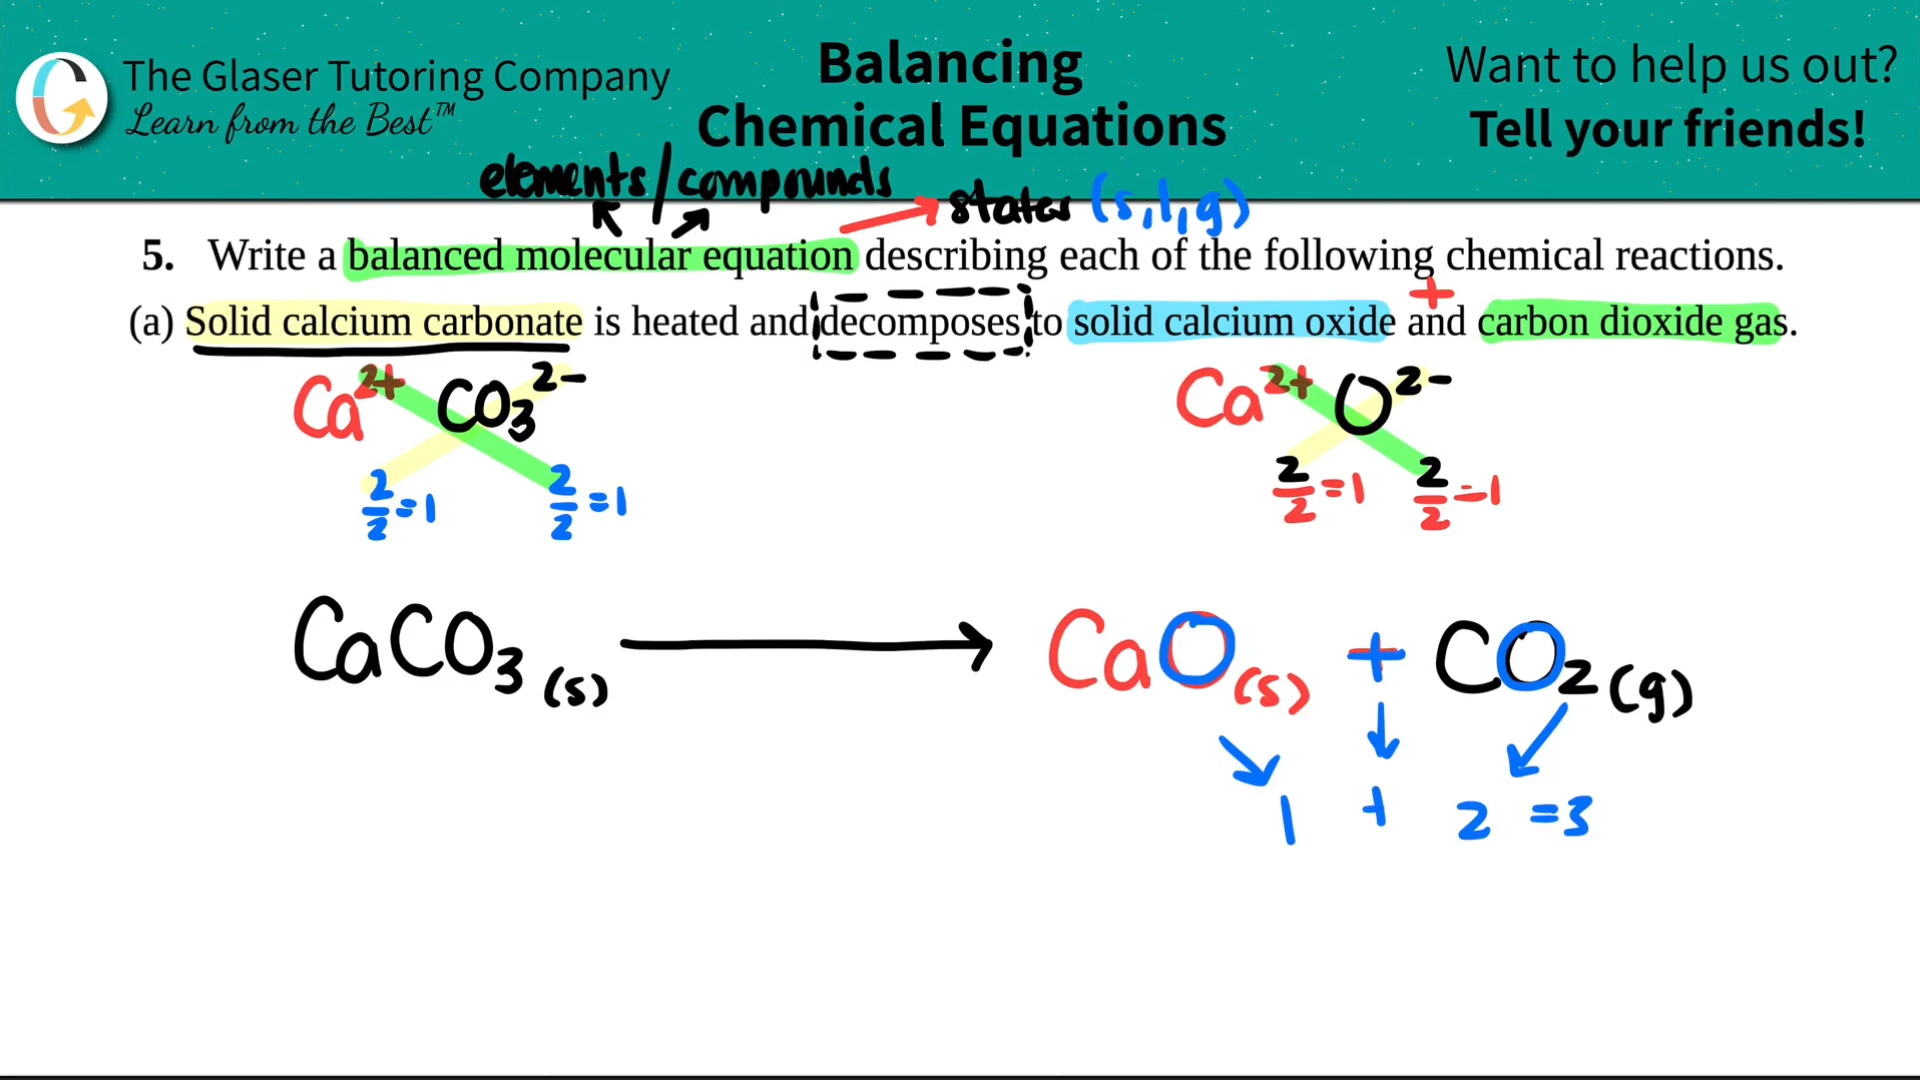 The Glaser Tutoring Company
Learn from the Best™
Balancing
Chemical Equations
Want to help us out?
Tell your friends!
elements/compounds
states (s,l,g)
5. Write a balanced molecular equation describing each of the following chemical reactions.
+
(a) Solid calcium carbonate is heated and decomposes to solid calcium oxide and carbon dioxide gas.
Ca²⁺ CO₃²⁻
2/2=1 2/2=1
Ca²⁺ O²⁻
2/2=1 2/2=1
CaCO₃(s) → CaO(s) + CO₂(g)
1 + 2 =3